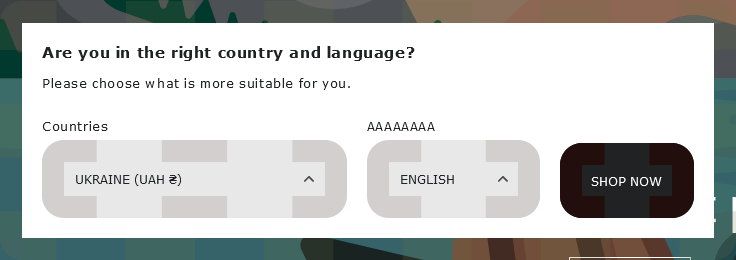 Are you in the right country and language?
Please choose what is more suitable for you.
Countries
AAAAAAAA
UKRAINE (UAH ₴)
ENGLISH
SHOP NOW